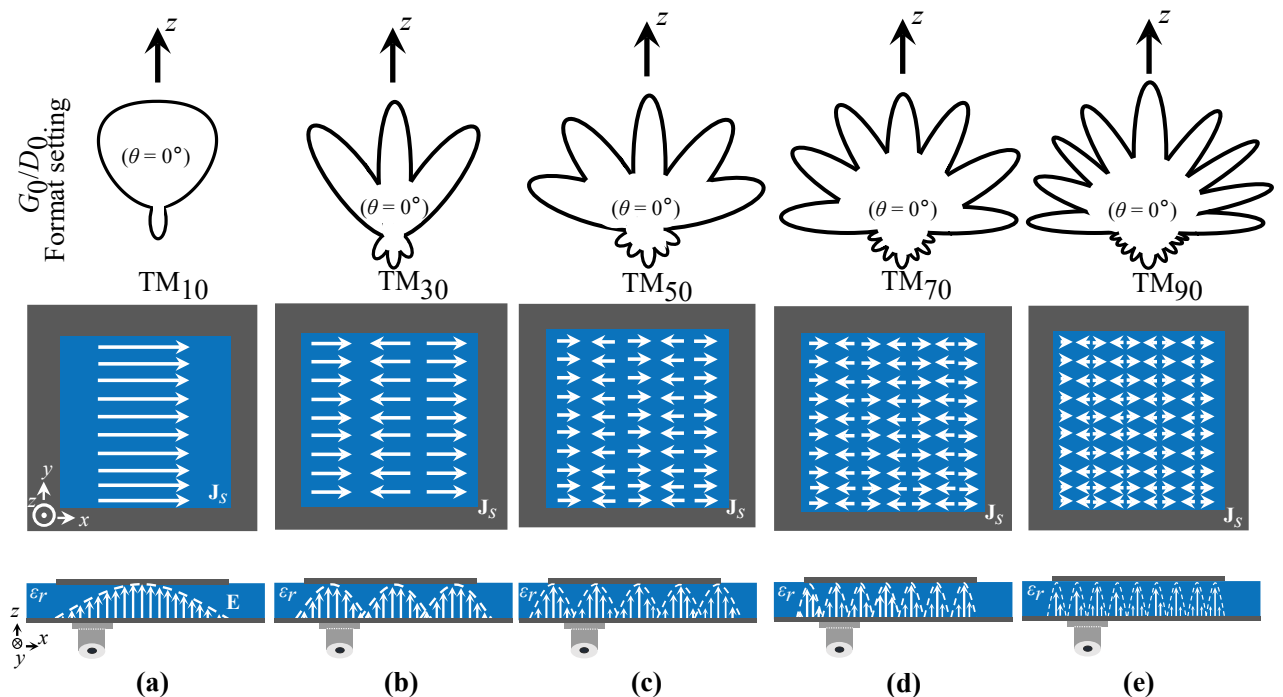 z z z z z
G0/D0
Format setting
(θ = 0°) (θ = 0°) (θ = 0°) (θ = 0°) (θ = 0°)
TM10 TM30 TM50 TM70 TM90
y
z x
Js Js Js Js Js
εr E εr εr εr εr
z
x
y
(a) (b) (c) (d) (e)